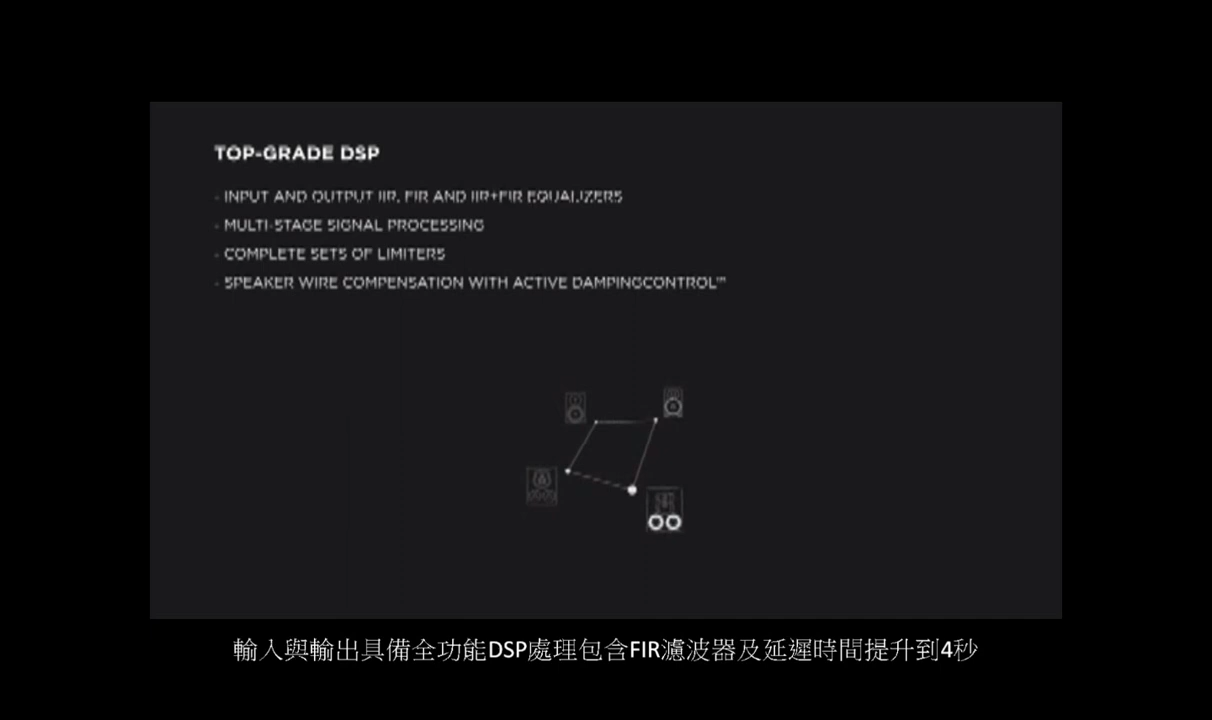 TOP-GRADE DSP
- INPUT AND OUTPUT IIR, FIR AND IIR+FIR EQUALIZERS
- MULTI-STAGE SIGNAL PROCESSING
- COMPLETE SETS OF LIMITERS
- SPEAKER WIRE COMPENSATION WITH ACTIVE DAMPINGCONTROL™
輸入與輸出具備全功能DSP處理包含FIR濾波器及延遲時間提升到4秒